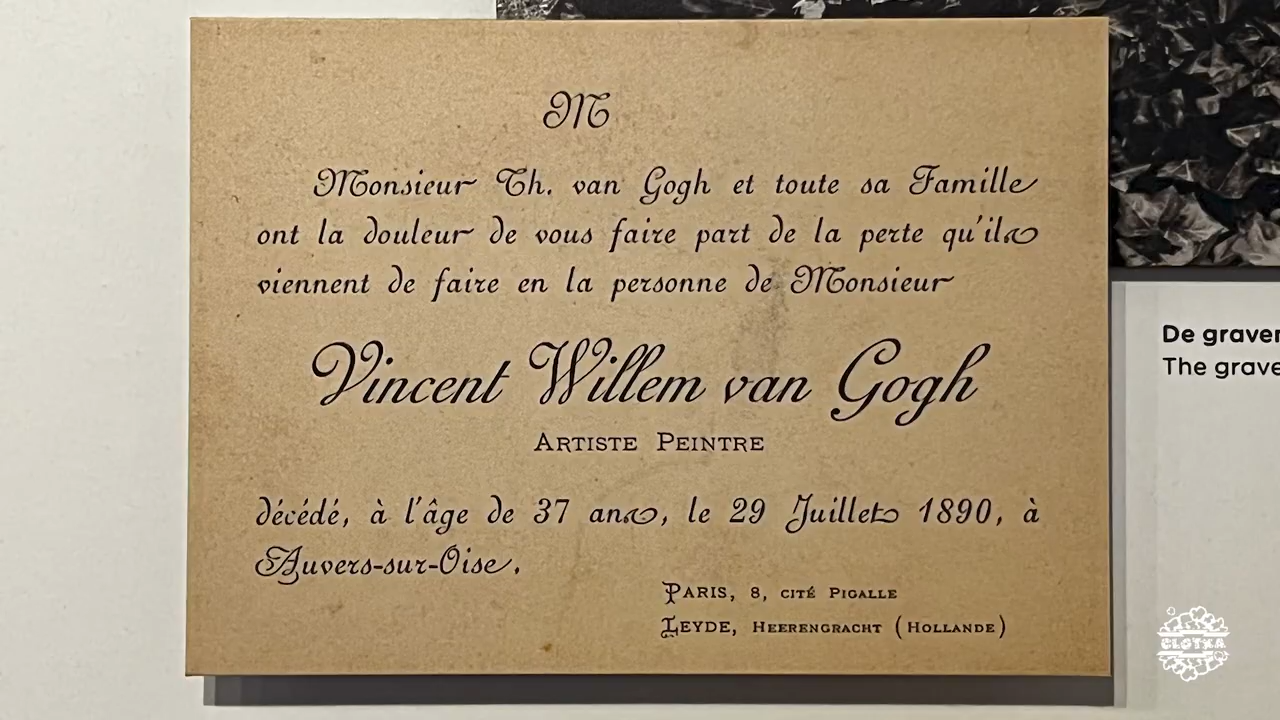 M
Monsieur Th. van Gogh et toute sa Famille
ont la douleur de vous faire part de la perte qu'ils
viennent de faire en la personne de Monsieur
Vincent Willem van Gogh
ARTISTE PEINTRE
décédé, à l'âge de 37 ans, le 29 Juillet 1890, à
Auvers-sur-Oise.
PARIS, 8, CITÉ PIGALLE
LEYDE, HEERENGRACHT (HOLLANDE)
De graven
The grave